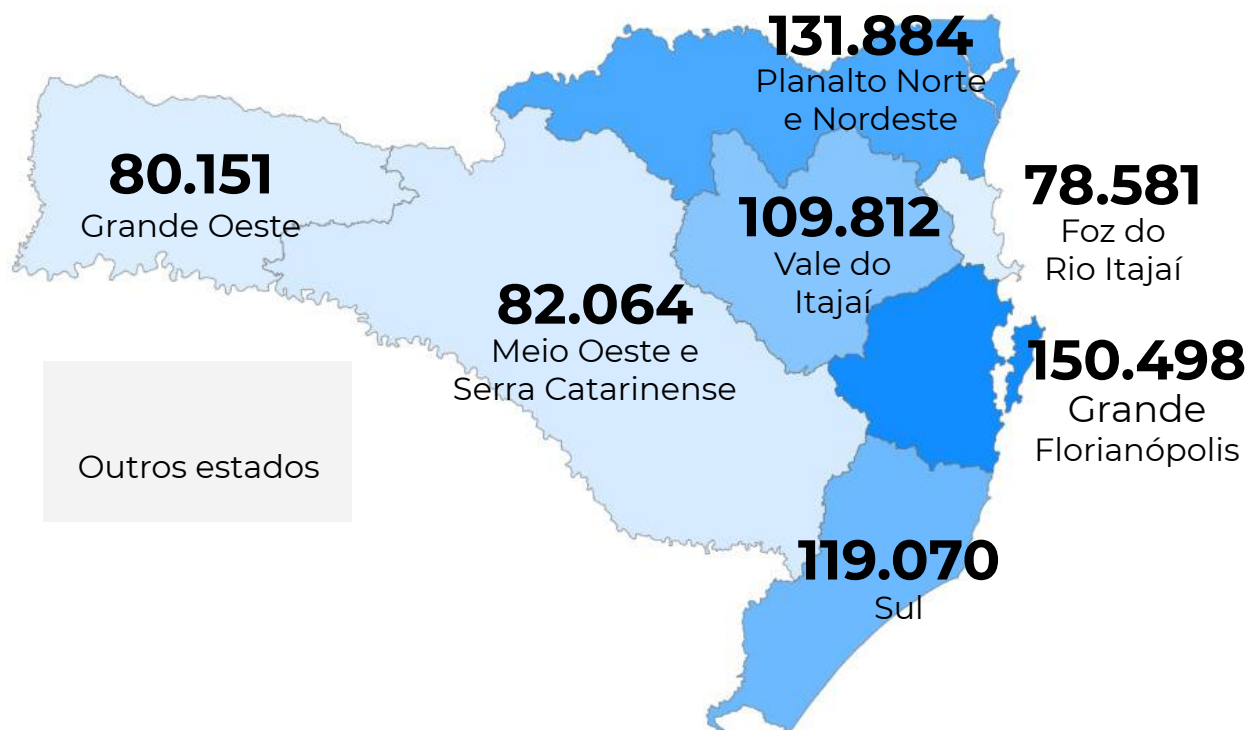 131.884
Planalto Norte
e Nordeste
80.151
Grande Oeste
109.812
Vale do
Itajaí
78.581
Foz do
Rio Itajaí
82.064
Meio Oeste e
Serra Catarinense
150.498
Grande
Florianópolis
Outros estados
119.070
Sul